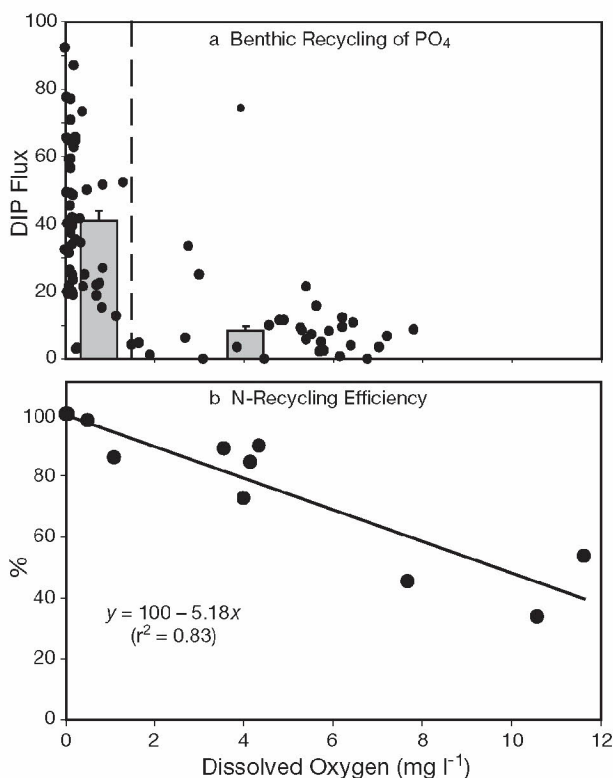 100
a Benthic Recycling of PO₄
80
60
DIP Flux
40
20
0
b N-Recycling Efficiency
100
80
60
%
40
y = 100 – 5.18x
(r² = 0.83)
20
0
0 2 4 6 8 10 12
Dissolved Oxygen (mg l⁻¹)